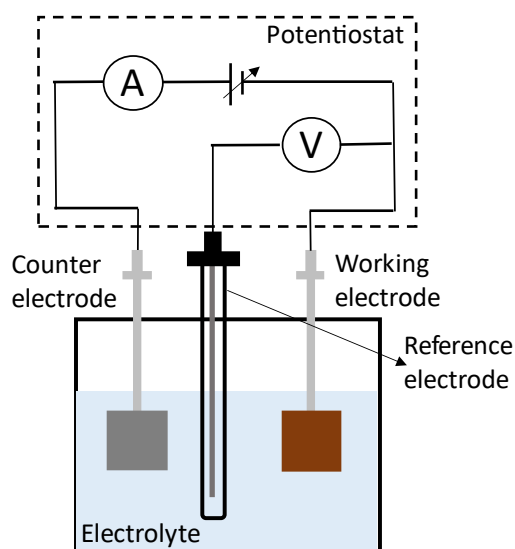 Potentiostat
A
V
Counter
electrode
Working
electrode
Reference
electrode
Electrolyte